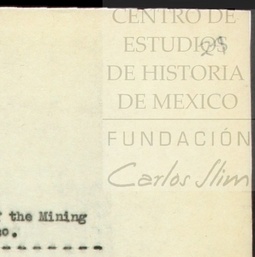 CENTRO DE
ESTUDIOS
DE HISTORIA
DE MEXICO
FUNDACIÓN
Carlos Slim
the Mining